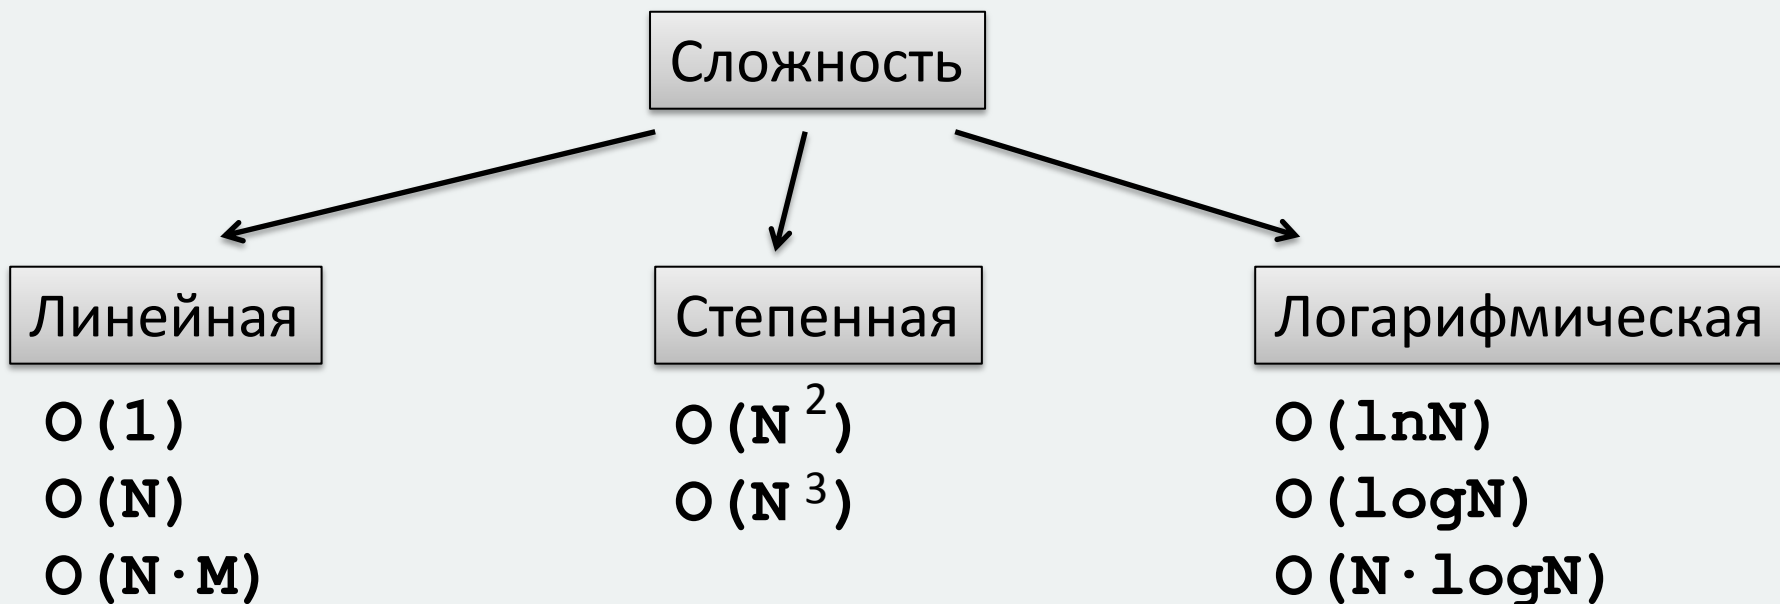 Сложность
Линейная
O(1)
O(N)
O(N·M)
Степенная
O(N²)
O(N³)
Логарифмическая
O(lnN)
O(logN)
O(N·logN)